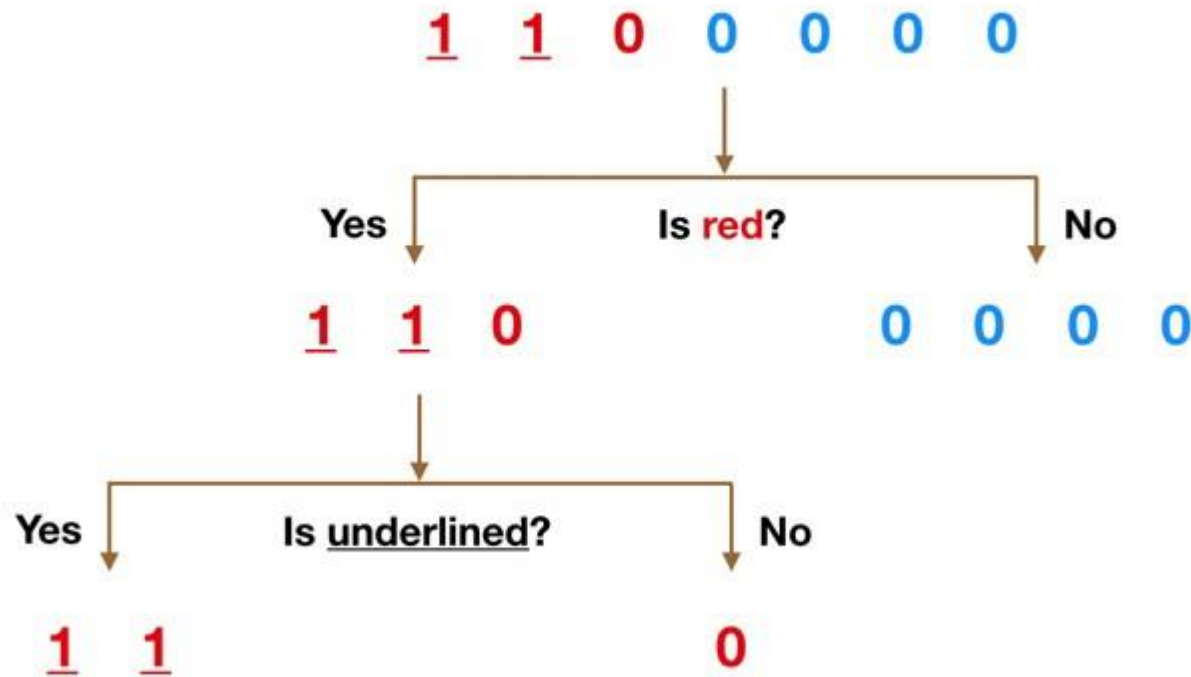 1 1 0 0 0 0 0
Yes Is red? No
1 1 0 0 0 0 0
Yes Is underlined? No
1 1 0